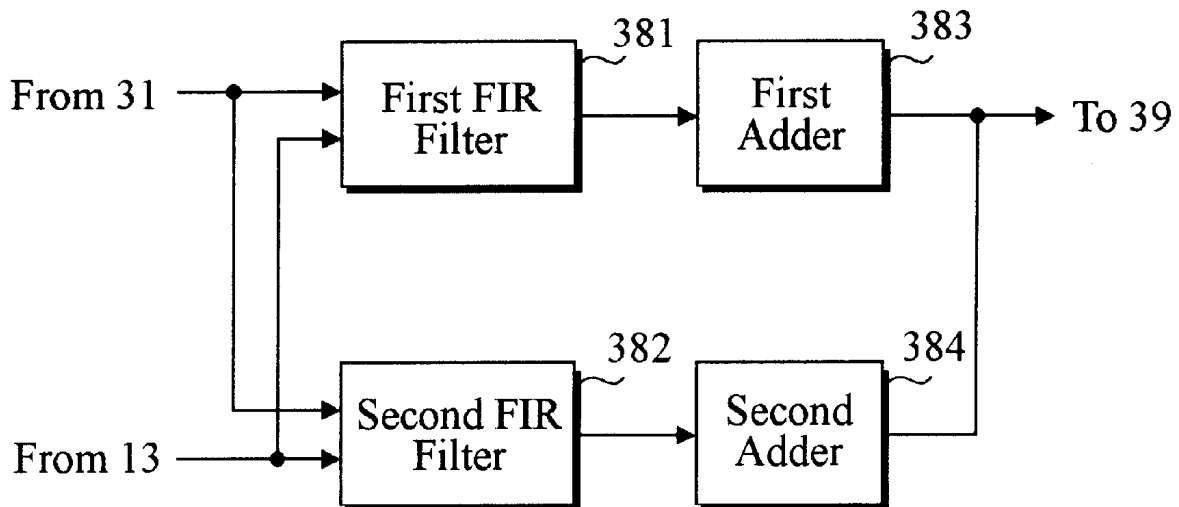 381
383
From 31
First FIR
Filter
First
Adder
To 39
382
384
Second FIR
Filter
Second
Adder
From 13